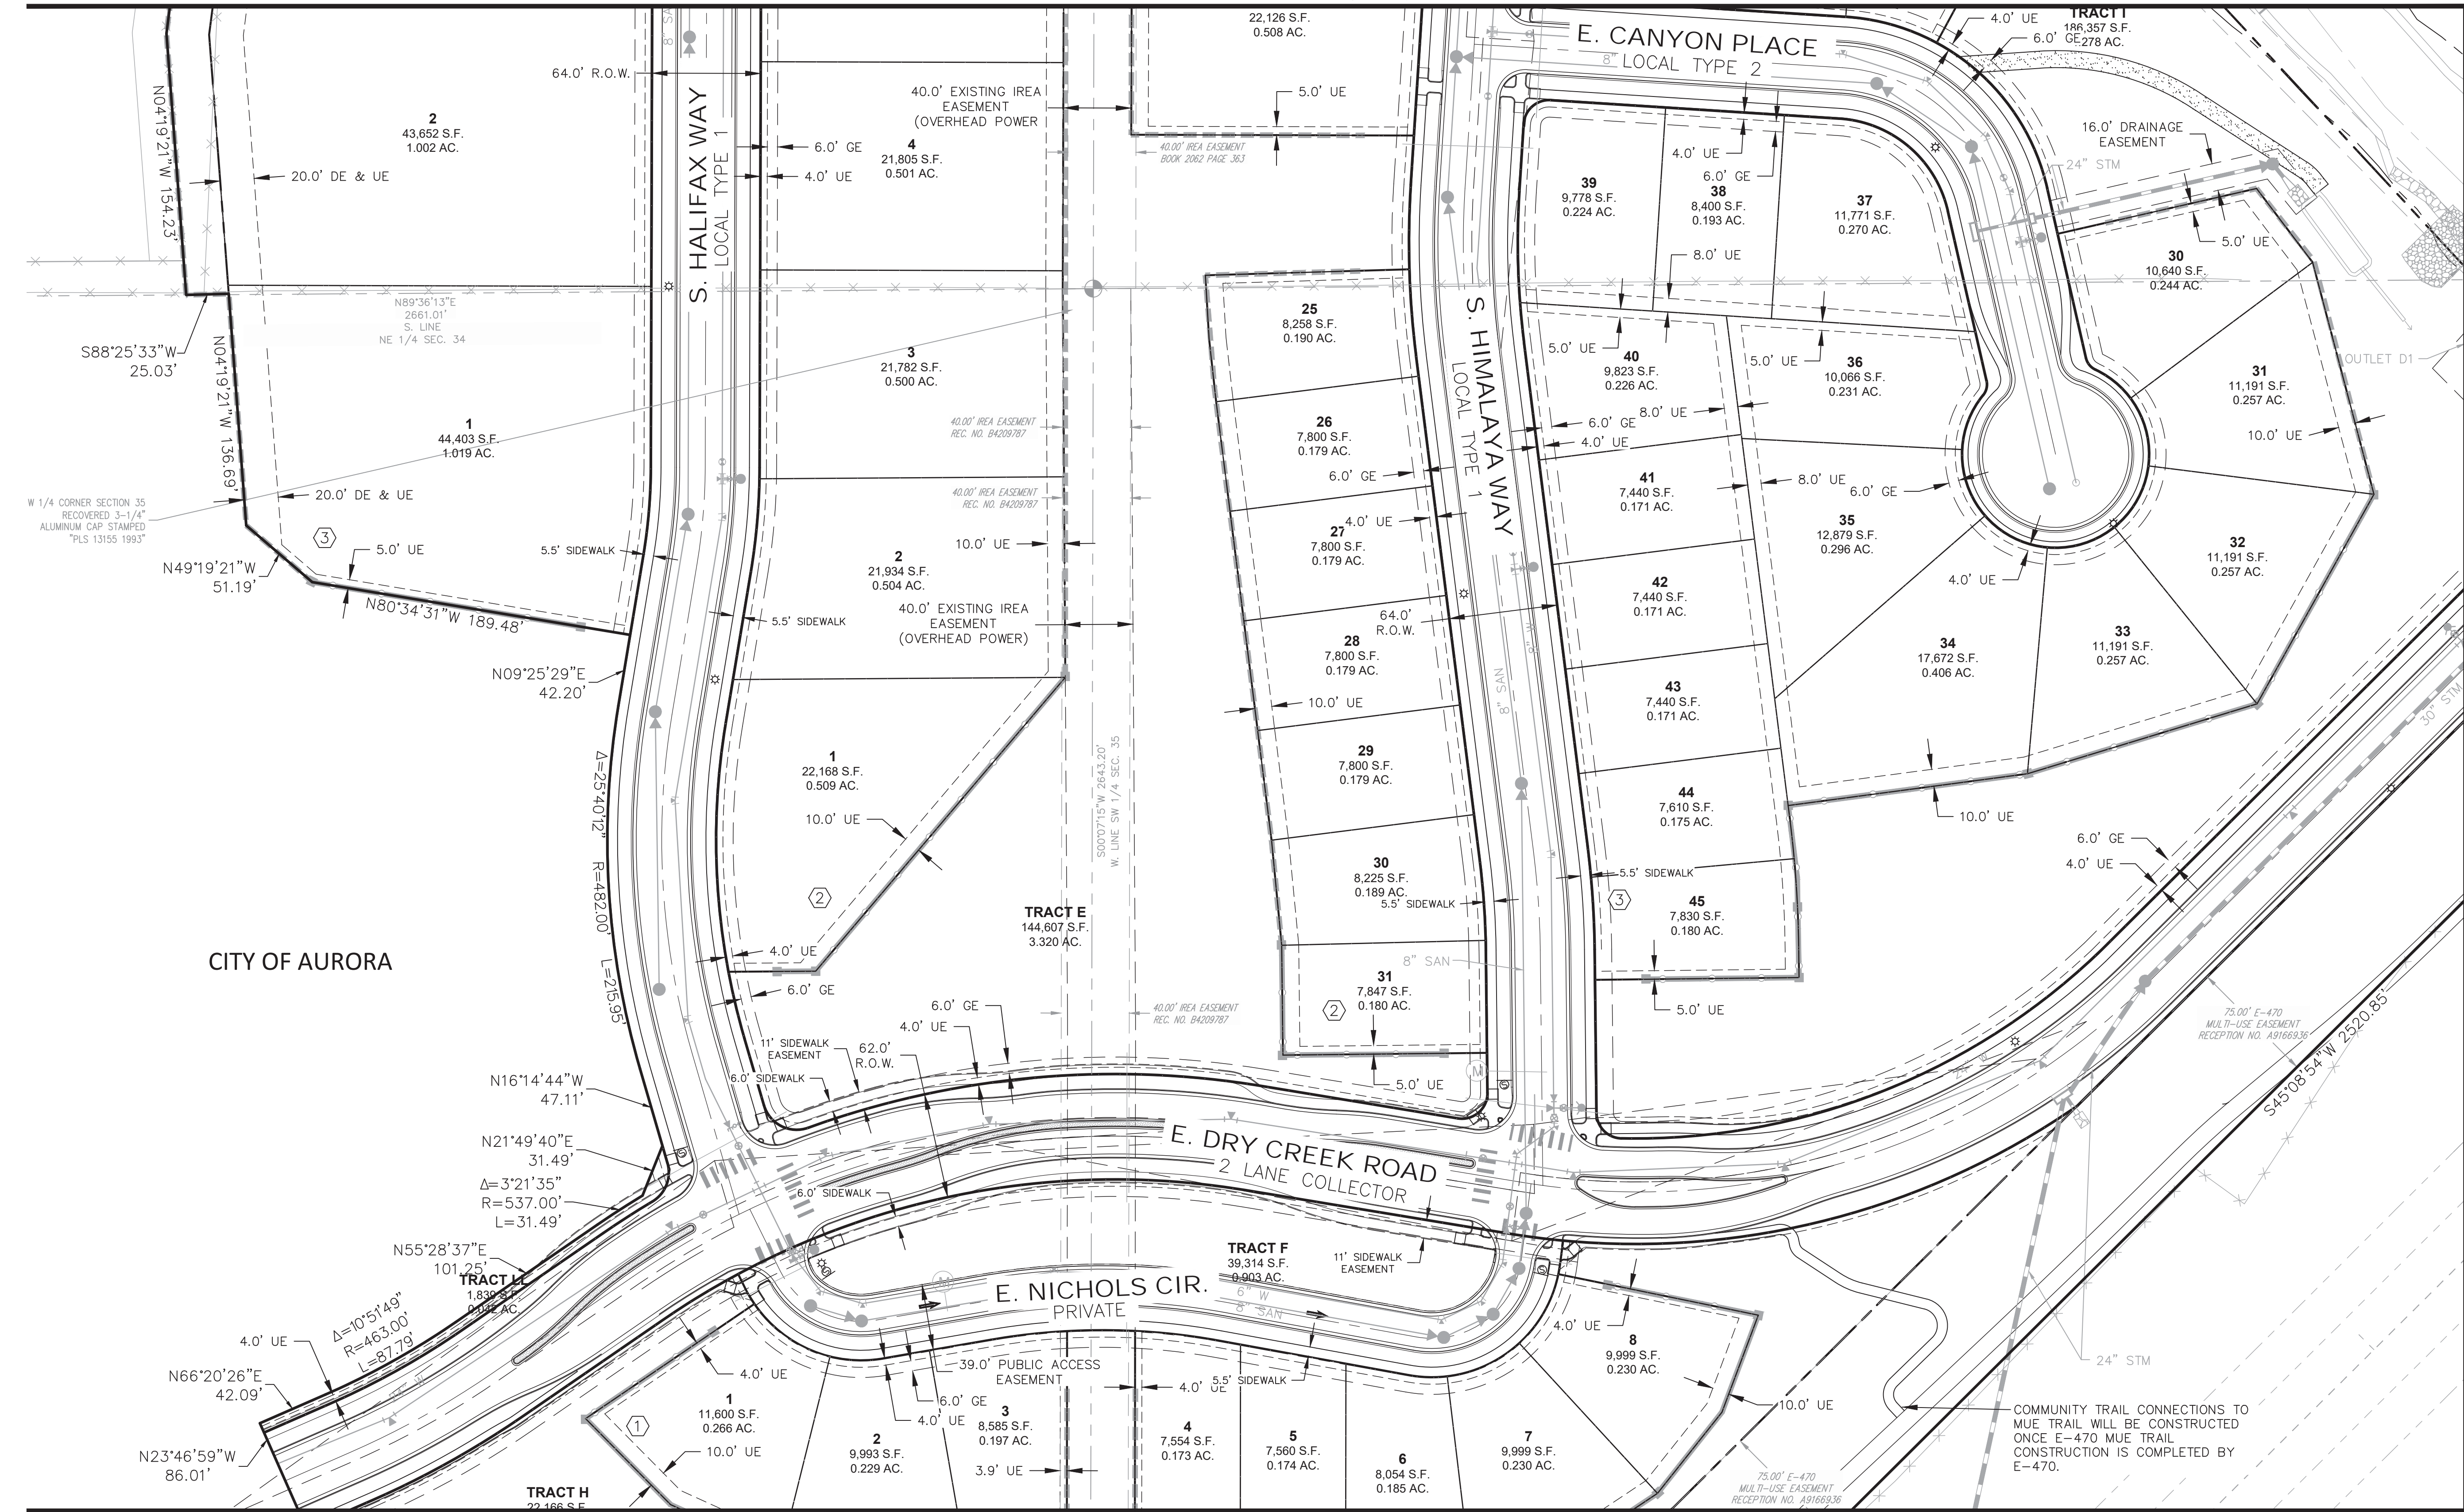 22,126 S.F.
0.508 AC.
E. CANYON PLACE
8" LOCAL TYPE 2
4.0' UE
TRACT I
186,357 S.F.
6.0' GE
64.0' R.O.W.
S. HALIFAX WAY
LOCAL TYPE 1
N04°19'21"W 154.23'
2
43,652 S.F.
1.002 AC.
20.0' DE & UE
40.0' EXISTING IREA
EASEMENT
(OVERHEAD POWER
6.0' GE
4.0' UE
4
21,805 S.F.
0.501 AC.
5.0' UE
40.00' IREA EASEMENT
BOOK 2062 PAGE 363
4.0' UE
6.0' GE
39
9,778 S.F.
0.224 AC.
38
8,400 S.F.
0.193 AC.
37
11,771 S.F.
0.270 AC.
8.0' UE
16.0' DRAINAGE
EASEMENT
24" STM
5.0' UE
30
10,640 S.F.
0.244 AC.
N89°36'13"E
2661.01'
S. LINE
NE 1/4 SEC. 34
S88°25'33"W
25.03'
N04°19'21"W 136.69'
1
44,403 S.F.
1.019 AC.
20.0' DE & UE
W 1/4 CORNER SECTION 35
RECOVERED 3-1/4"
ALUMINUM CAP STAMPED
"PLS 13155 1993"
3
21,782 S.F.
0.500 AC.
40.00' IREA EASEMENT
REC. NO. B4209787
40.00' IREA EASEMENT
REC. NO. B4209787
25
8,258 S.F.
0.190 AC.
26
7,800 S.F.
0.179 AC.
6.0' GE
S. HIMALAYA WAY
LOCAL TYPE 1
5.0' UE
40
9,823 S.F.
0.226 AC.
5.0' UE
36
10,066 S.F.
0.231 AC.
8.0' UE
6.0' GE
4.0' UE
OUTLET D1
31
11,191 S.F.
0.257 AC.
10.0' UE
41
7,440 S.F.
0.171 AC.
8.0' UE
6.0' GE
35
12,879 S.F.
0.296 AC.
3
5.0' UE
N49°19'21"W
51.19'
N80°34'31"W 189.48'
5.5' SIDEWALK
10.0' UE
2
21,934 S.F.
0.504 AC.
40.0' EXISTING IREA
EASEMENT
(OVERHEAD POWER)
5.5' SIDEWALK
4.0' UE
27
7,800 S.F.
0.179 AC.
64.0'
R.O.W.
28
7,800 S.F.
0.179 AC.
10.0' UE
8" SAN
42
7,440 S.F.
0.171 AC.
4.0' UE
32
11,191 S.F.
0.257 AC.
33
11,191 S.F.
0.257 AC.
34
17,672 S.F.
0.406 AC.
43
7,440 S.F.
0.171 AC.
30" STM
N09°25'29"E
42.20'
Δ=25°40'12" R=482.00' L=215.95'
1
22,168 S.F.
0.509 AC.
10.0' UE
2
S00°07'15"W 2643.20'
W. LINE SW 1/4 SEC. 35
29
7,800 S.F.
0.179 AC.
44
7,610 S.F.
0.175 AC.
10.0' UE
6.0' GE
4.0' UE
30
8,225 S.F.
0.189 AC.
5.5' SIDEWALK
5.5' SIDEWALK
3
45
7,830 S.F.
0.180 AC.
TRACT E
144,607 S.F.
3.320 AC.
CITY OF AURORA
4.0' UE
6.0' GE
8" SAN
31
7,847 S.F.
0.180 AC.
2
5.0' UE
5.0' UE
40.00' IREA EASEMENT
REC. NO. B4209787
6.0' GE
4.0' UE
62.0'
R.O.W.
11' SIDEWALK
EASEMENT
6.0' SIDEWALK
M
75.00' E-470
MULTI-USE EASEMENT
RECEPTION NO. A9166936
S45°08'54"W 2520.85'
N16°14'44"W
47.11'
N21°49'40"E
31.49'
Δ=3°21'35"
R=537.00'
L=31.49'
N55°28'37"E
101.25'
TRACT LL
1,839 S.F.
0.042 AC.
Δ=10°51'49"
R=463.00'
L=87.79'
4.0' UE
N66°20'26"E
42.09'
N23°46'59"W
86.01'
E. DRY CREEK ROAD
2 LANE COLLECTOR
6.0' SIDEWALK
TRACT F
39,314 S.F.
0.903 AC.
11' SIDEWALK
EASEMENT
E. NICHOLS CIR.
PRIVATE
6" W
8" SAN
4.0' UE
39.0' PUBLIC ACCESS
EASEMENT
6.0' GE
4.0' UE
4.0' UE
5.5' SIDEWALK
4.0' UE
8
9,999 S.F.
0.230 AC.
10.0' UE
24" STM
1
1
11,600 S.F.
0.266 AC.
10.0' UE
2
9,993 S.F.
0.229 AC.
3
8,585 S.F.
0.197 AC.
3.9' UE
4
7,554 S.F.
0.173 AC.
5
7,560 S.F.
0.174 AC.
6
8,054 S.F.
0.185 AC.
7
9,999 S.F.
0.230 AC.
COMMUNITY TRAIL CONNECTIONS TO
MUE TRAIL WILL BE CONSTRUCTED
ONCE E-470 MUE TRAIL
CONSTRUCTION IS COMPLETED BY
E-470.
75.00' E-470
MULTI-USE EASEMENT
RECEPTION NO. A9166936
TRACT H
22,166 S.F.